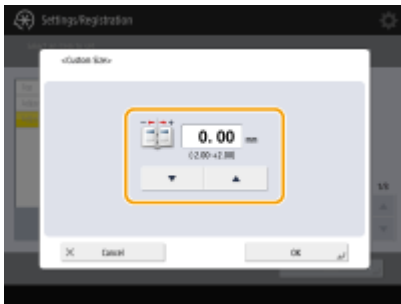 Settings/Registration
<Custom Size>
0.00 mm
(-2.00-+2.00)
1/1
Cancel
OK